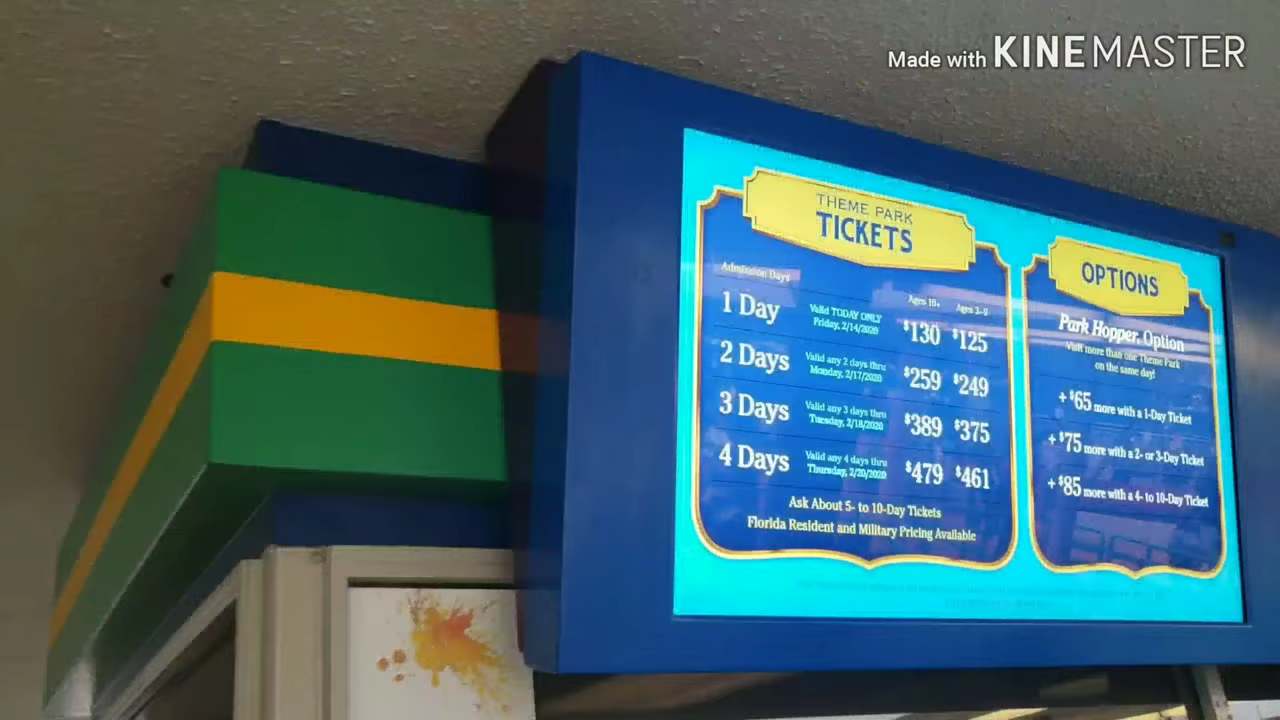 Made with KINEMASTER
THEME PARK
TICKETS
Admission Days
Ages 10+ Ages 3-9
1 Day Valid TODAY ONLY
Friday, 2/14/2020 $130 $125
2 Days Valid any 2 days thru
Monday, 2/17/2020 $259 $249
3 Days Valid any 3 days thru
Tuesday, 2/18/2020 $389 $375
4 Days Valid any 4 days thru
Thursday, 2/20/2020 $479 $461
Ask About 5- to 10-Day Tickets
Florida Resident and Military Pricing Available
OPTIONS
Park Hopper® Option
Visit more than one Theme Park
on the same day!
+ $65 more with a 1-Day Ticket
+ $75 more with a 2- or 3-Day Ticket
+ $85 more with a 4- to 10-Day Ticket